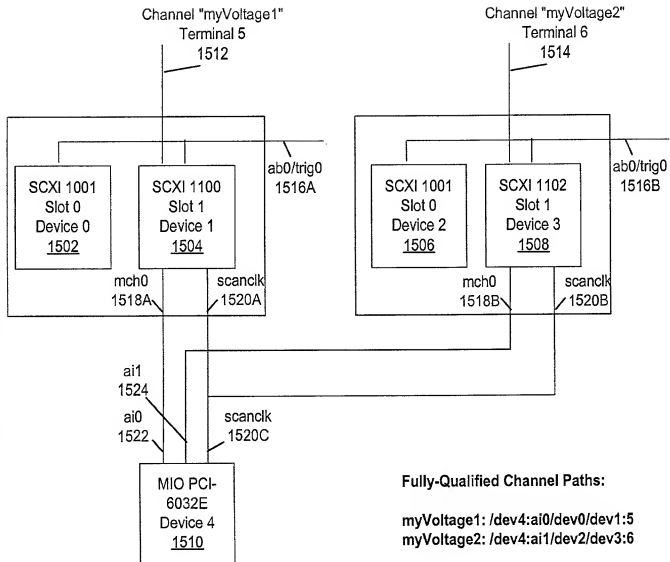 Channel "myVoltage1"
Terminal 5
1512
Channel "myVoltage2"
Terminal 6
1514
ab0/trig0
1516A
SCXI 1001
Slot 0
Device 0
1502
SCXI 1100
Slot 1
Device 1
1504
mch0
1518A
scanclk
1520A
ab0/trig0
1516B
SCXI 1001
Slot 0
Device 2
1506
SCXI 1102
Slot 1
Device 3
1508
mch0
1518B
scanclk
1520B
ai1
1524
ai0
1522
scanclk
1520C
MIO PCI-
6032E
Device 4
1510
Fully-Qualified Channel Paths:
myVoltage1: /dev4:ai0/dev0/dev1:5
myVoltage2: /dev4:ai1/dev2/dev3:6